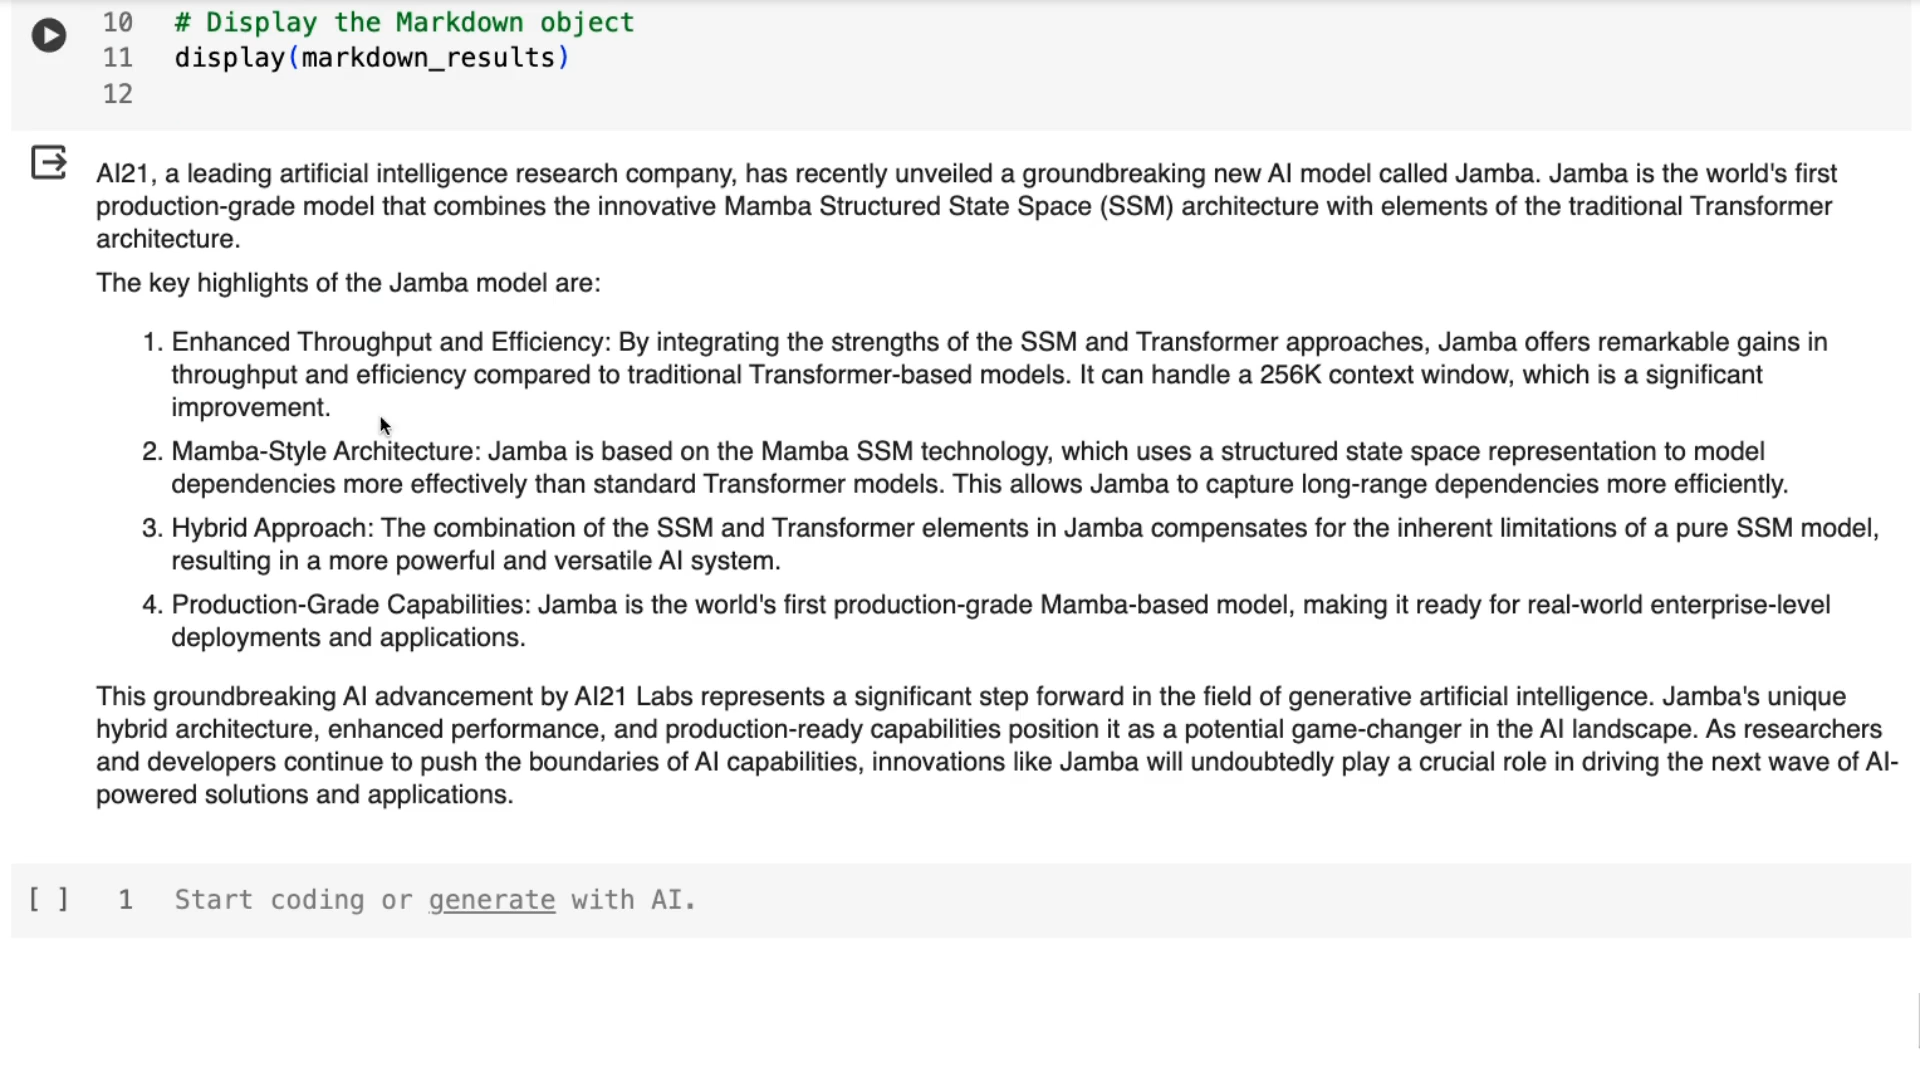 10 # Display the Markdown object
11 display(markdown_results)
12
AI21, a leading artificial intelligence research company, has recently unveiled a groundbreaking new AI model called Jamba. Jamba is the world's first
production-grade model that combines the innovative Mamba Structured State Space (SSM) architecture with elements of the traditional Transformer
architecture.
The key highlights of the Jamba model are:
1. Enhanced Throughput and Efficiency: By integrating the strengths of the SSM and Transformer approaches, Jamba offers remarkable gains in
throughput and efficiency compared to traditional Transformer-based models. It can handle a 256K context window, which is a significant
improvement.
2. Mamba-Style Architecture: Jamba is based on the Mamba SSM technology, which uses a structured state space representation to model
dependencies more effectively than standard Transformer models. This allows Jamba to capture long-range dependencies more efficiently.
3. Hybrid Approach: The combination of the SSM and Transformer elements in Jamba compensates for the inherent limitations of a pure SSM model,
resulting in a more powerful and versatile AI system.
4. Production-Grade Capabilities: Jamba is the world's first production-grade Mamba-based model, making it ready for real-world enterprise-level
deployments and applications.
This groundbreaking AI advancement by AI21 Labs represents a significant step forward in the field of generative artificial intelligence. Jamba's unique
hybrid architecture, enhanced performance, and production-ready capabilities position it as a potential game-changer in the AI landscape. As researchers
and developers continue to push the boundaries of AI capabilities, innovations like Jamba will undoubtedly play a crucial role in driving the next wave of AI-
powered solutions and applications.
[ ] 1 Start coding or generate with AI.